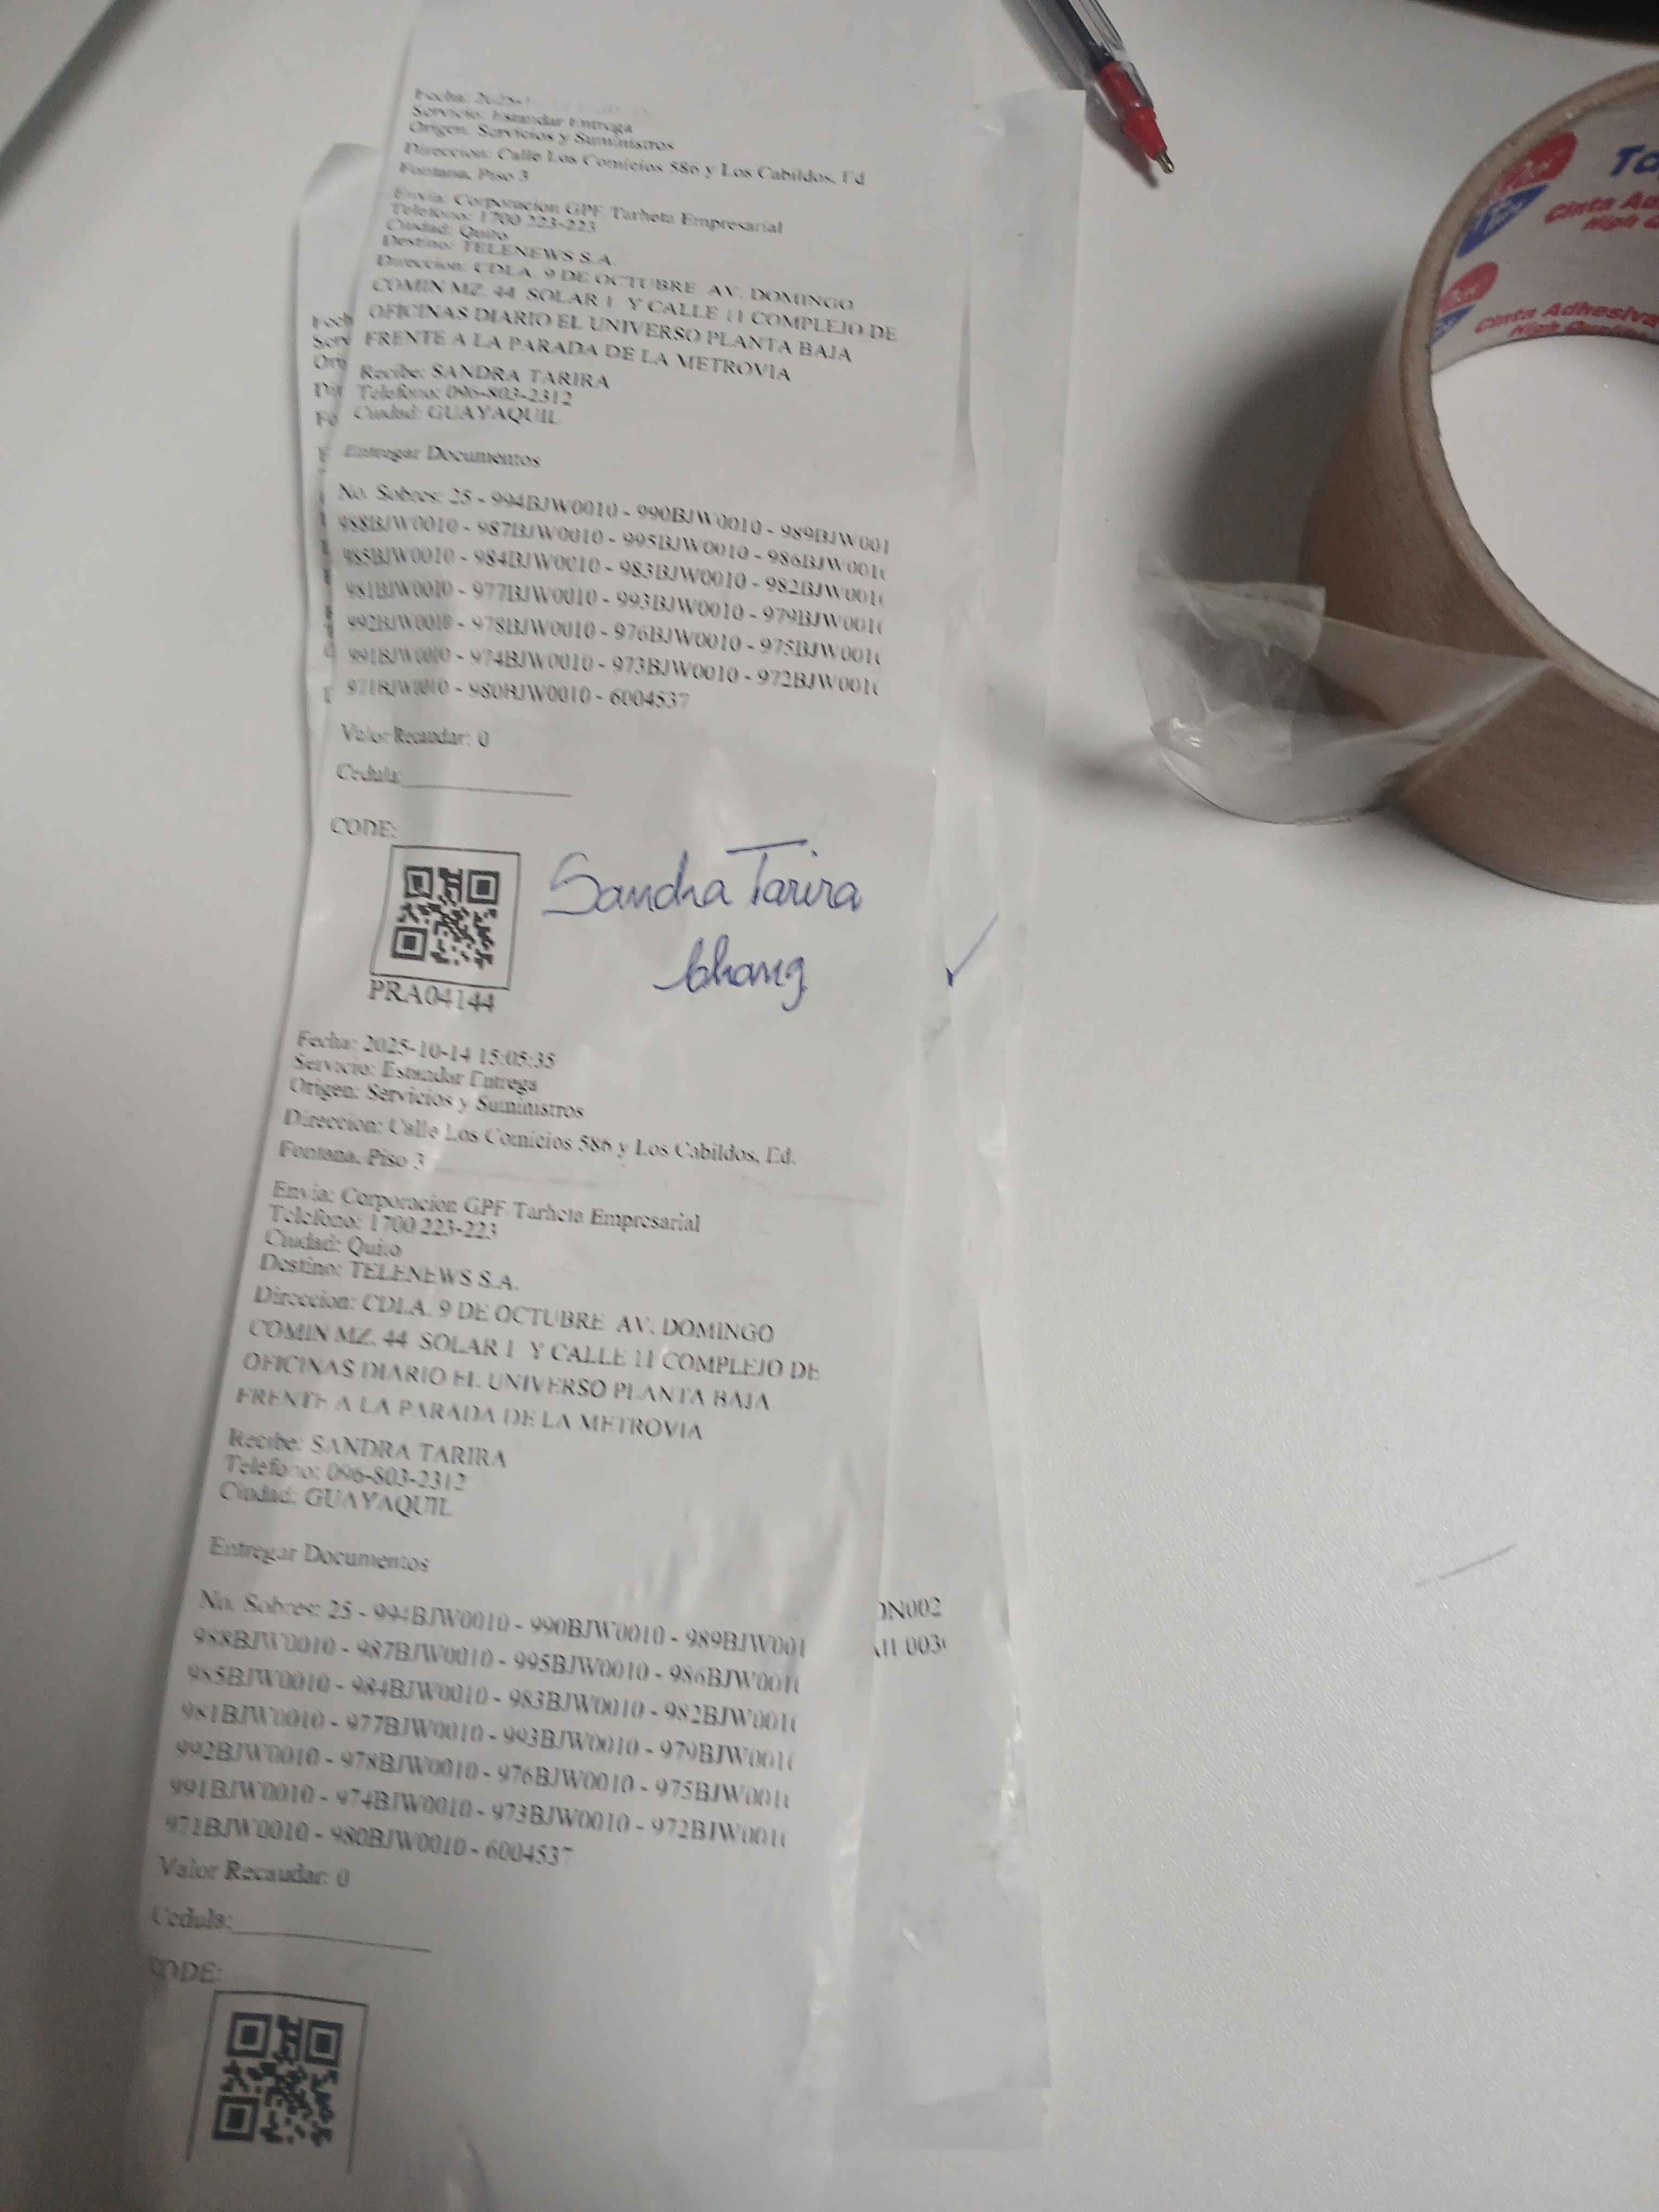 Fecha: 2025-
Servicio: Estandar Entrega
Origen: Servicios y Suministros
Direccion: Calle Los Comicios 586 y Los Cabildos, Ed
Fontana, Piso 3
Envia: Corporacion GPF Tarheta Empresarial
Telefono: 1700 223-223
Ciudad: Quito
Destino: TELENEWS S.A.
Direccion: CDLA. 9 DE OCTUBRE AV. DOMINGO
COMIN MZ. 44 SOLAR 1 Y CALLE 11 COMPLEJO DE
OFICINAS DIARIO EL UNIVERSO PLANTA BAJA
FRENTE A LA PARADA DE LA METROVIA
Recibe: SANDRA TARIRA
Telefono: 096-803-2312
Ciudad: GUAYAQUIL
Entregar Documentos
No. Sobres: 25 - 994BJW0010 - 990BJW0010 - 989BJW001
988BJW0010 - 987BJW0010 - 995BJW0010 - 986BJW001
985BJW0010 - 984BJW0010 - 983BJW0010 - 982BJW001
981BJW0010 - 977BJW0010 - 993BJW0010 - 979BJW001
992BJW0010 - 978BJW0010 - 976BJW0010 - 975BJW001
991BJW0010 - 974BJW0010 - 973BJW0010 - 972BJW001
971BJW0010 - 980BJW0010 - 6004537
Valor Recaudar: 0
Cedula:
CODE:
Sandra Tarira
PRA04144
Fecha: 2025-10-14 15:05:35
Servicio: Estandar Entrega
Origen: Servicios y Suministros
Direccion: Calle Los Comicios 586 y Los Cabildos, Ed.
Fontana, Piso 3
Envia: Corporacion GPF Tarheta Empresarial
Telefono: 1700 223-223
Ciudad: Quito
Destino: TELENEWS S.A.
Direccion: CDLA. 9 DE OCTUBRE AV. DOMINGO
COMIN MZ. 44 SOLAR 1 Y CALLE 11 COMPLEJO DE
OFICINAS DIARIO EL UNIVERSO PLANTA BAJA
FRENTE A LA PARADA DE LA METROVIA
Recibe: SANDRA TARIRA
Telefono: 096-803-2312
Ciudad: GUAYAQUIL
Entregar Documentos
No. Sobres: 25 - 994BJW0010 - 990BJW0010 - 989BJW001
988BJW0010 - 987BJW0010 - 995BJW0010 - 986BJW001
985BJW0010 - 984BJW0010 - 983BJW0010 - 982BJW001
981BJW0010 - 977BJW0010 - 993BJW0010 - 979BJW001
992BJW0010 - 978BJW0010 - 976BJW0010 - 975BJW001
991BJW0010 - 974BJW0010 - 973BJW0010 - 972BJW001
971BJW0010 - 980BJW0010 - 6004537
Valor Recaudar: 0
Cedula:
CODE:
N002
003
Cinta Adhesiva